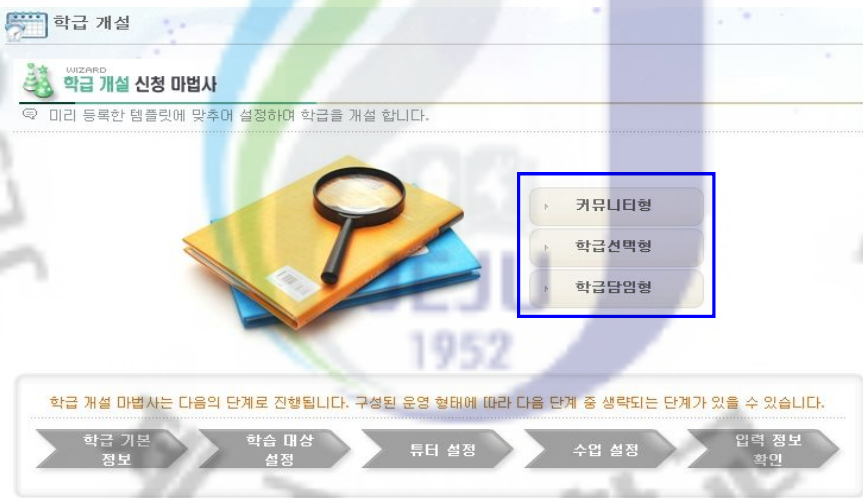 학급 개설
WIZARD
학급 개설 신청 마법사
미리 등록한 템플릿에 맞추어 설정하여 학급을 개설 합니다.
커뮤니티형
학급선택형
학급담임형
JEJU
1952
학급 개설 마법사는 다음의 단계로 진행됩니다. 구성된 운영 형태에 따라 다음 단계 중 생략되는 단계가 있을 수 있습니다.
학급 기본
정보
학습 대상
설정
튜터 설정
수업 설정
입력 정보
확인